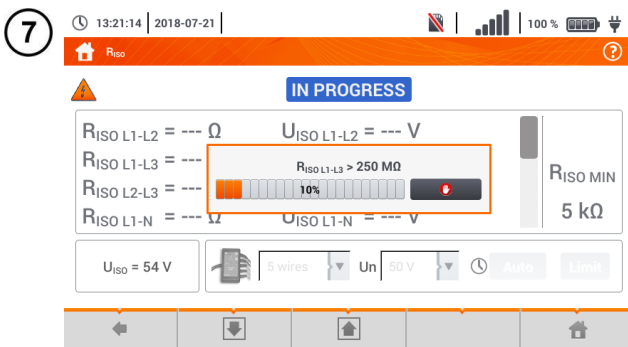 7
13:21:14 2018-07-21 100 %
RISO ?
IN PROGRESS
RISO L1-L2 = --- Ω UISO L1-L2 = --- V
RISO L1-L3 = ---
RISO L2-L3 = ---
RISO L1-N = --- Ω UISO L1-N = --- V
RISO L1-L3 > 250 MΩ
10%
RISO MIN
5 kΩ
UISO = 54 V 5 wires Un 50 V Auto Limit